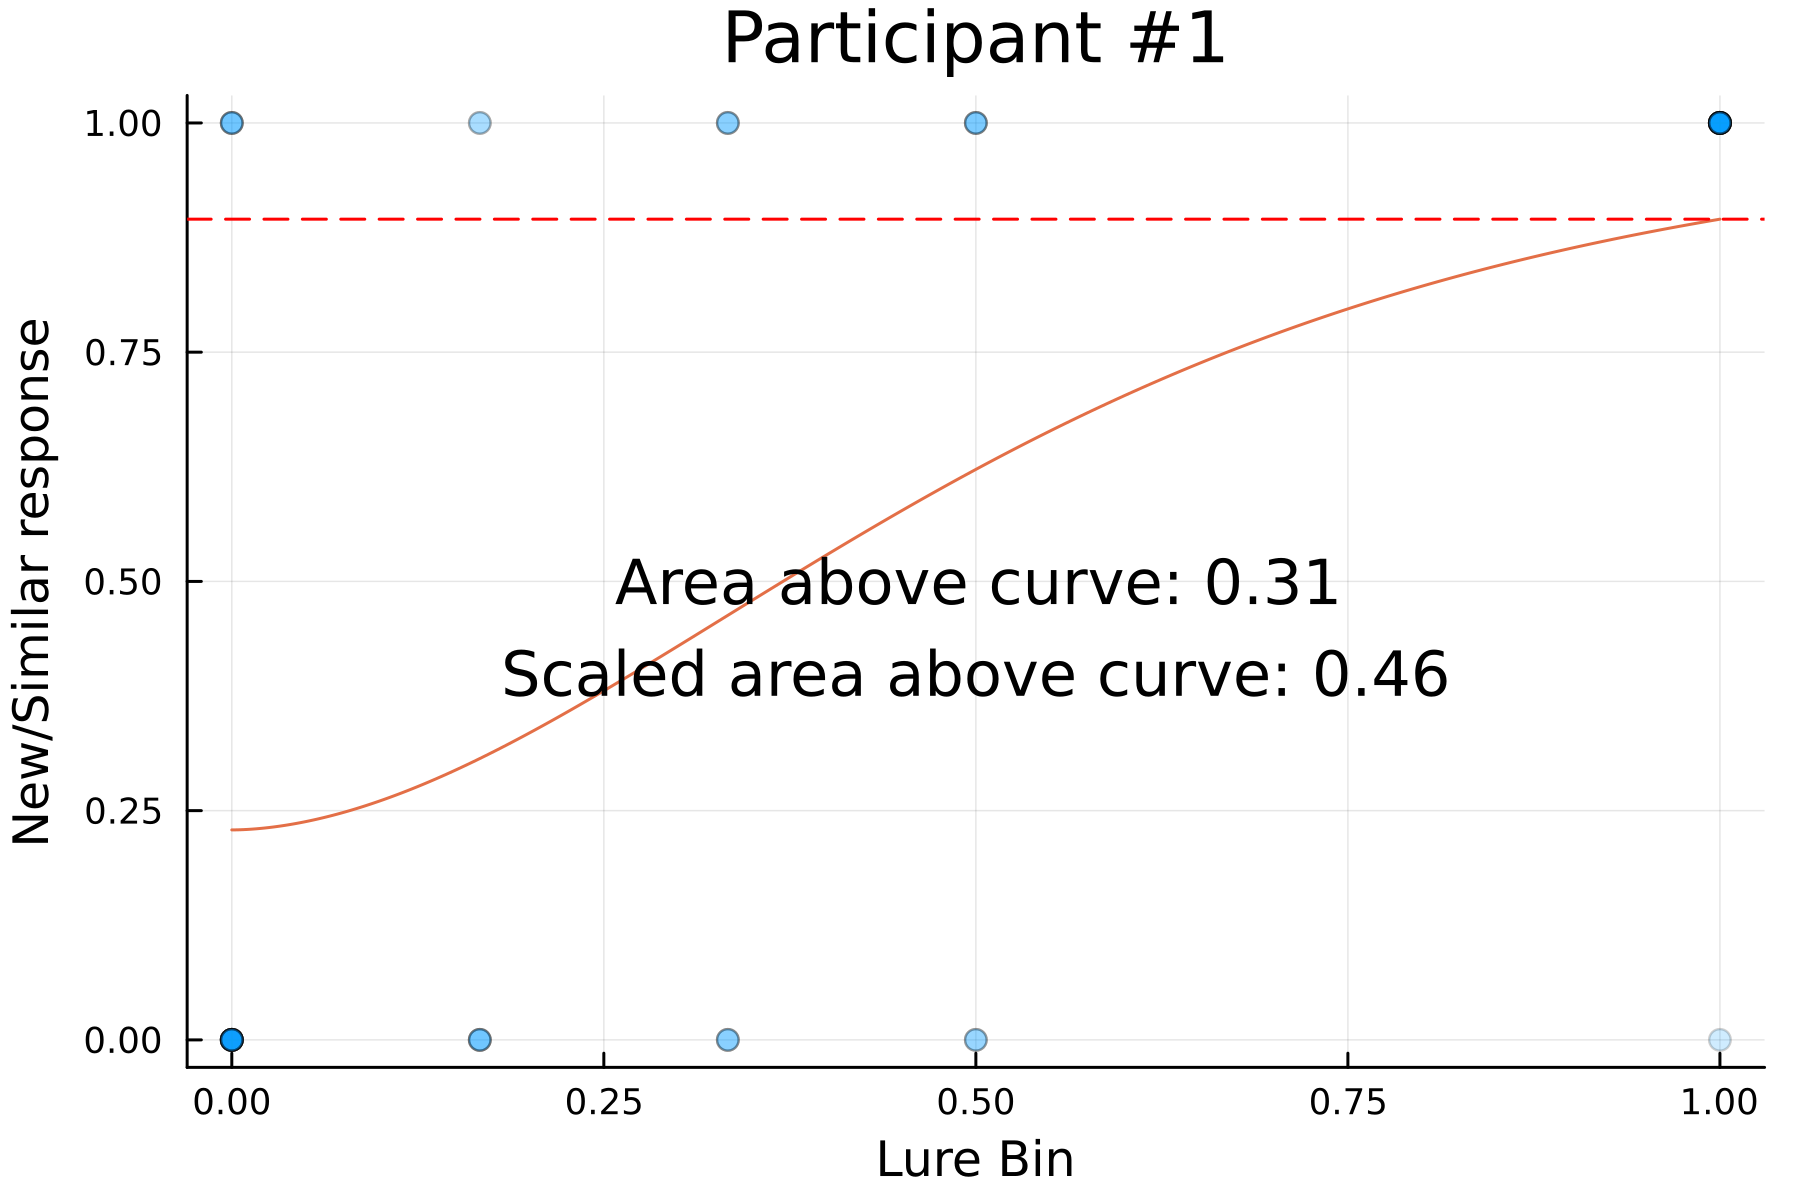 Participant #1
1.00
0.75
New/Similar response
0.50
Area above curve: 0.31
Scaled area above curve: 0.46
0.25
0.00
0.00 0.25 0.50 0.75 1.00
Lure Bin